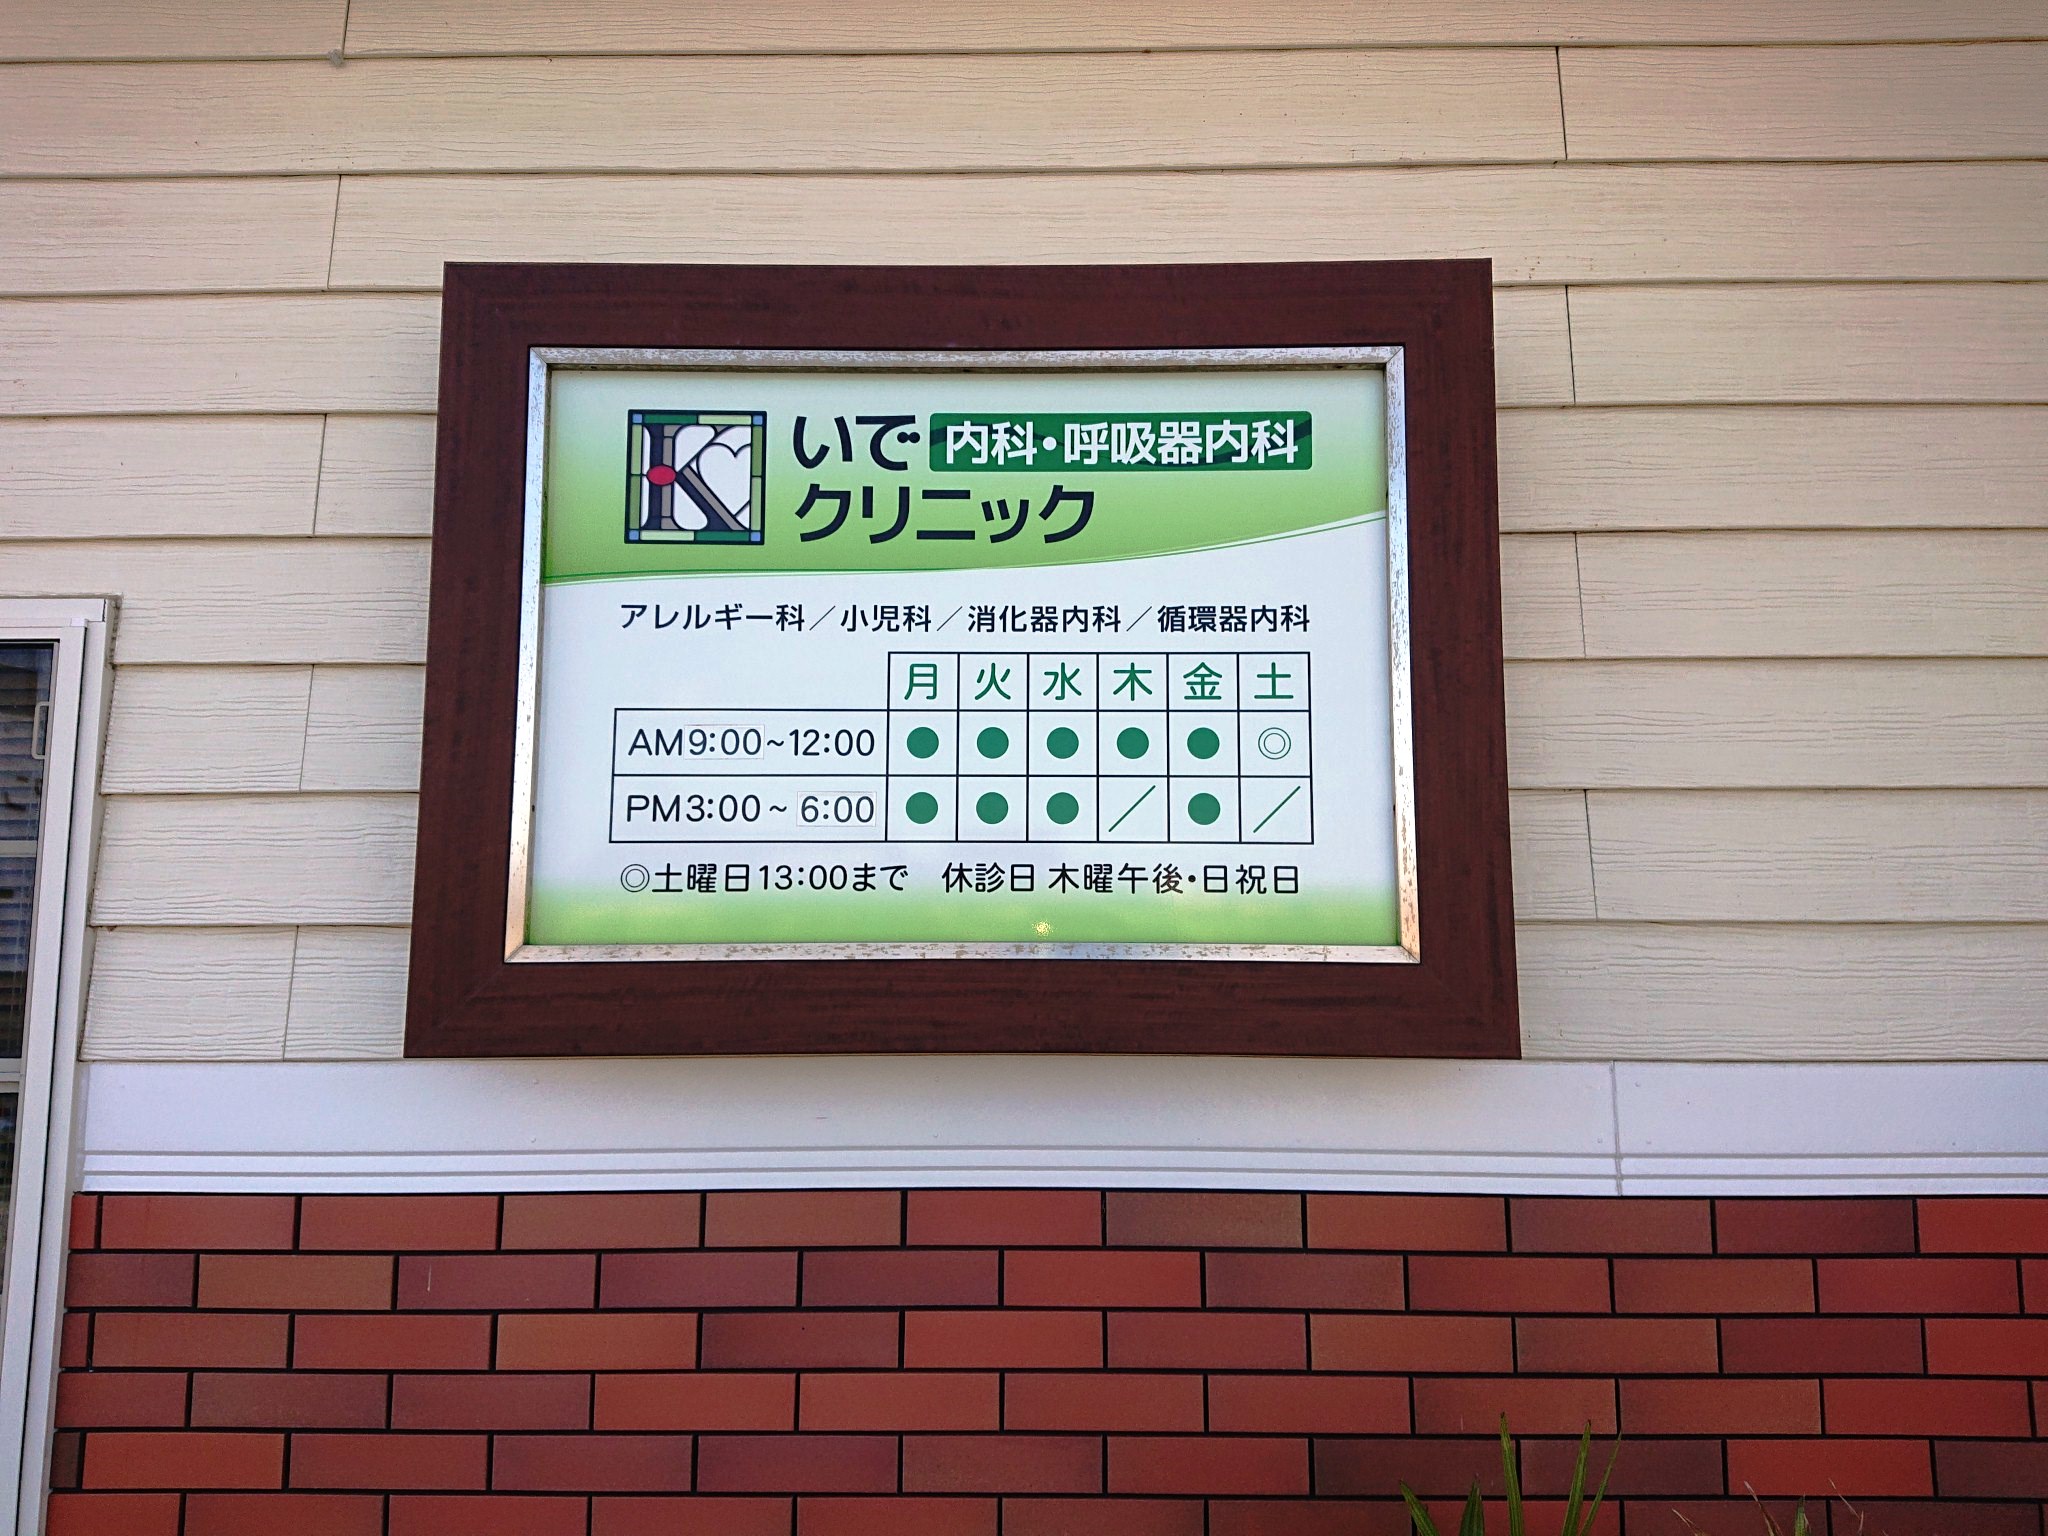 K
いで 内科・呼吸器内科
クリニック
アレルギー科／小児科／消化器内科／循環器内科
月 火 水 木 金 土
AM9:00~12:00 ● ● ● ● ● ◎
PM3:00~ 6:00 ● ● ● ／ ● ／
◎土曜日13:00まで 休診日 木曜午後・日祝日